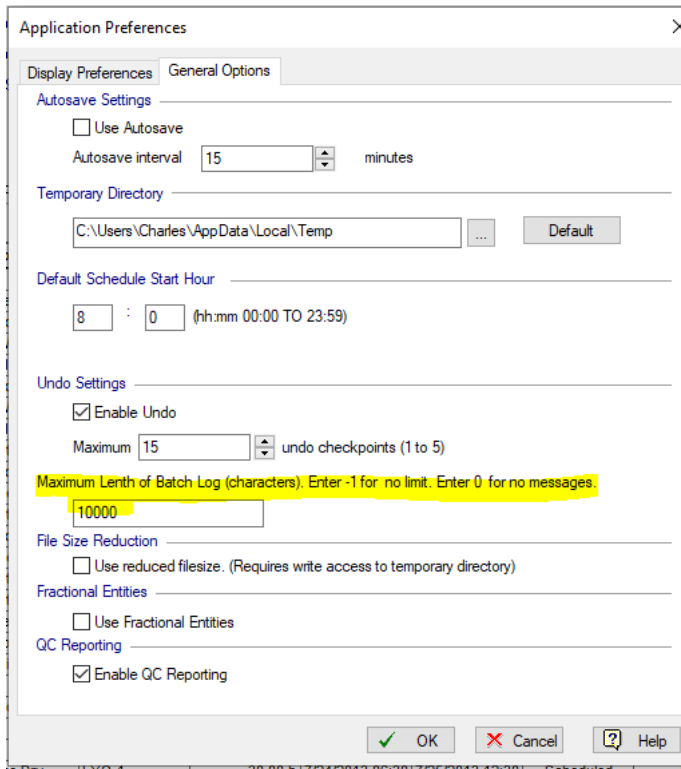 Application Preferences
Display Preferences General Options
Autosave Settings
Use Autosave
Autosave interval 15 minutes
Temporary Directory
C:\Users\Charles\AppData\Local\Temp ... Default
Default Schedule Start Hour
8 : 0 (hh:mm 00:00 TO 23:59)
Undo Settings
Enable Undo
Maximum 15 undo checkpoints (1 to 5)
Maximum Lenth of Batch Log (characters). Enter -1 for no limit. Enter 0 for no messages.
10000
File Size Reduction
Use reduced filesize. (Requires write access to temporary directory)
Fractional Entities
Use Fractional Entities
QC Reporting
Enable QC Reporting
OK Cancel Help